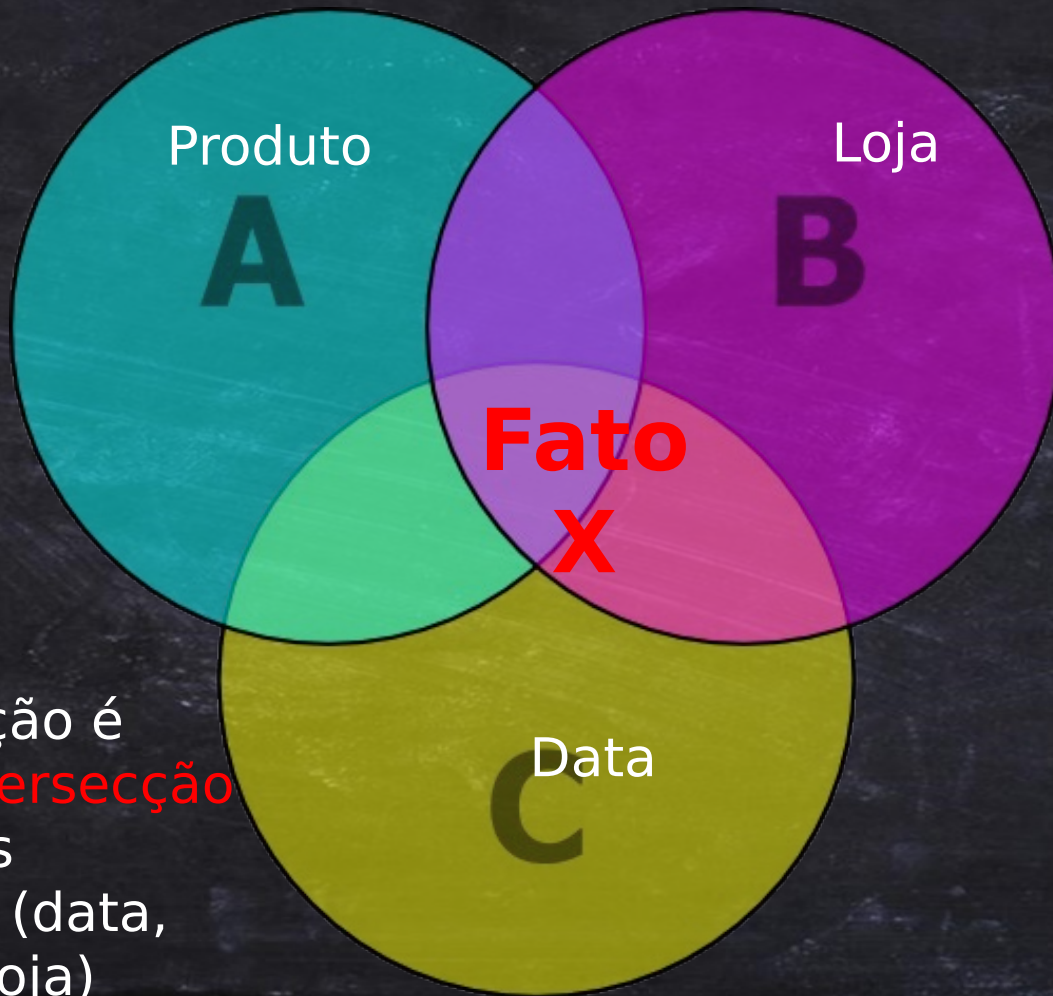 Produto
Loja
A
B
Fato
X
Data
C
ção é
ersecção
s
(data,
oja)